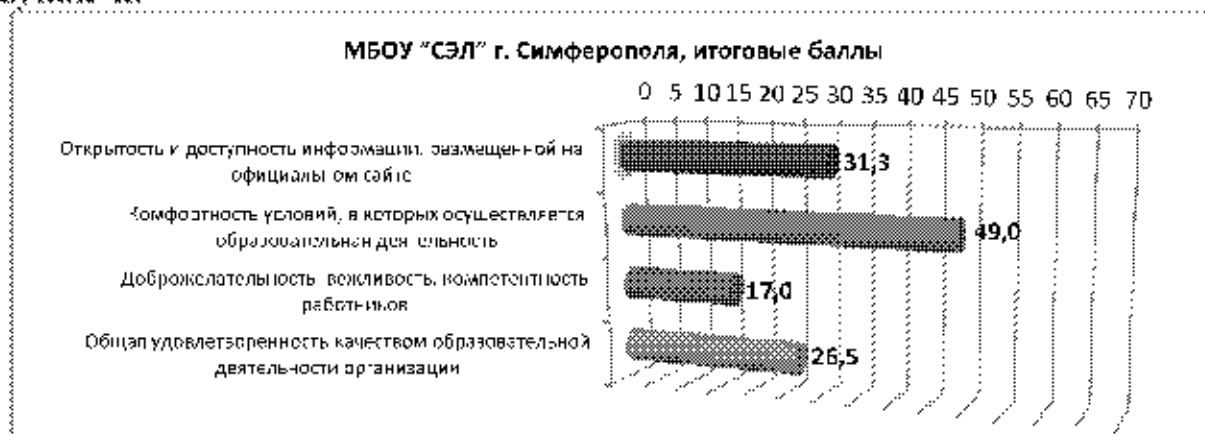 МБОУ "СЭЛ" г. Симферополя, итоговые баллы
0 5 10 15 20 25 30 35 40 45 50 55 60 65 70
Открытость и доступность информации, размещенной на
официальном сайте
31,3
Комфортность условий, в которых осуществляется
образовательная деятельность
49,0
Доброжелательность, вежливость, компетентность
работников
17,0
Общая удовлетворенность качеством образовательной
деятельности организации
26,5